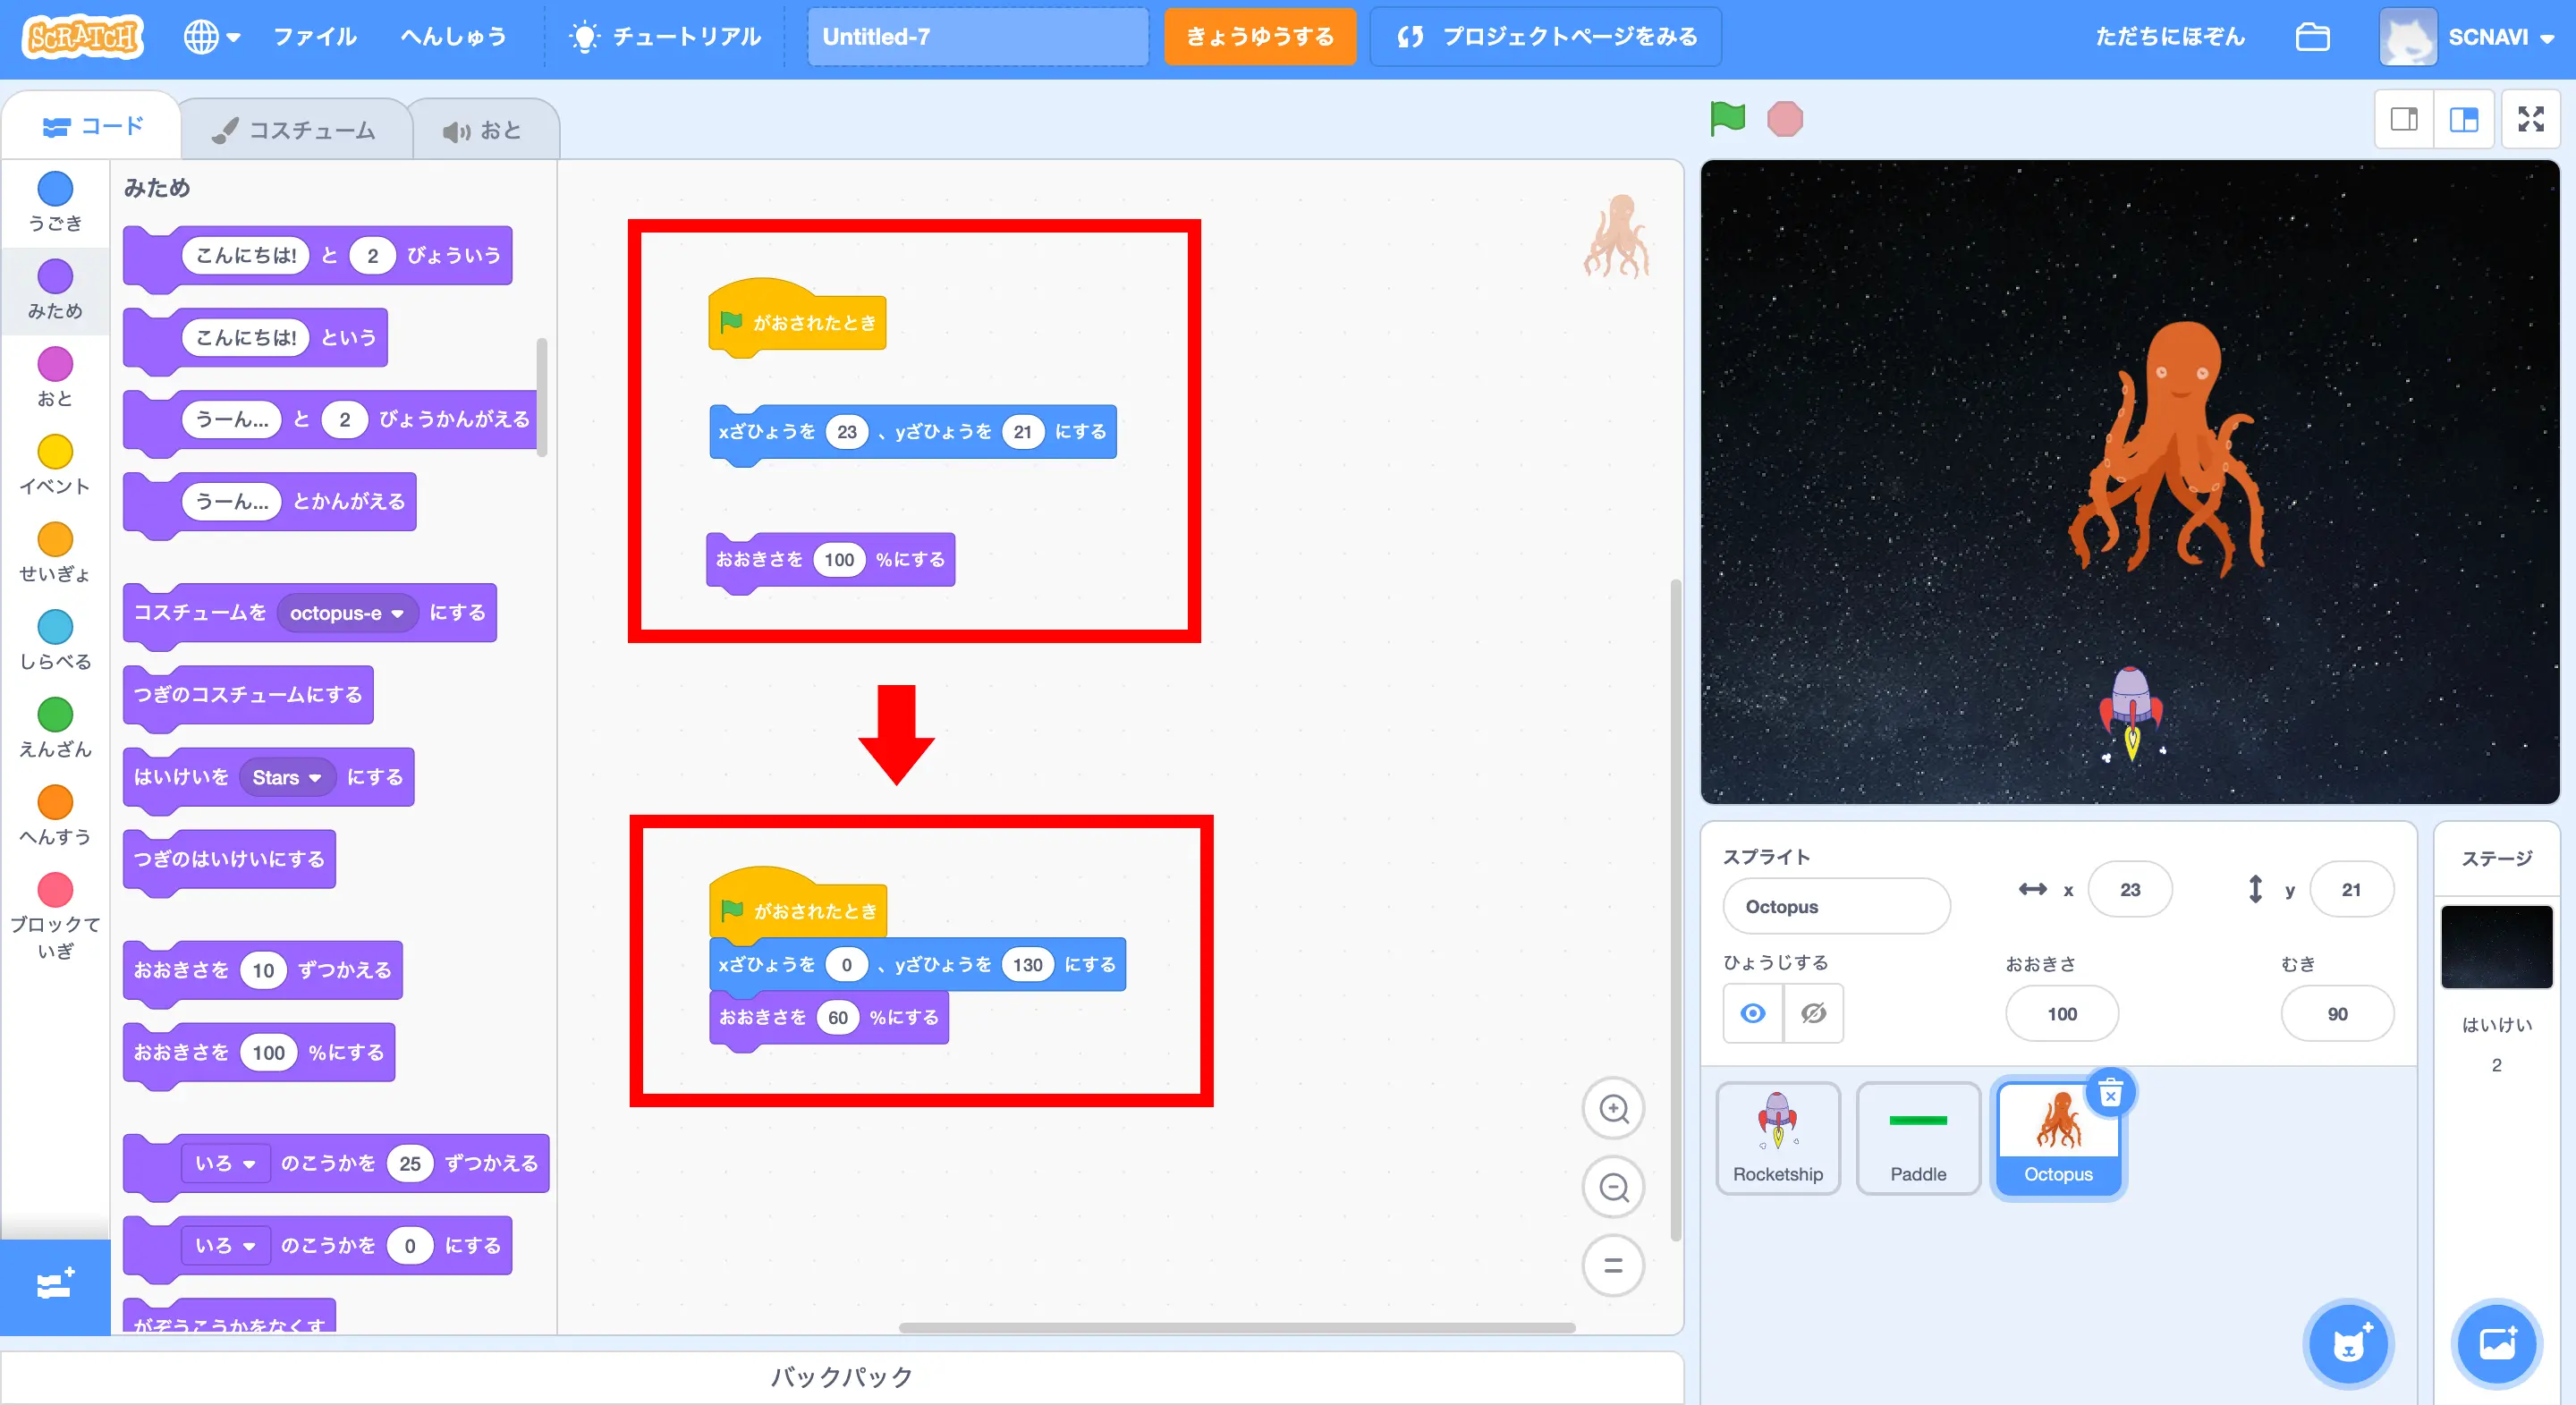 SCRATCH
ファイル
へんしゅう
チュートリアル
Untitled-7
きょうゆうする
プロジェクトページをみる
ただちにほぞん
SCNAVI
コード
コスチューム
おと
うごき
みため
おと
イベント
せいぎょ
しらべる
えんざん
へんすう
ブロックて
いぎ
みため
こんにちは! と 2 びょういう
こんにちは! という
うーん... と 2 びょうかんがえる
うーん... とかんがえる
コスチュームを octopus-e にする
つぎのコスチュームにする
はいけいを Stars にする
つぎのはいけいにする
おおきさを 10 ずつかえる
おおきさを 100 %にする
いろ のこうかを 25 ずつかえる
いろ のこうかを 0 にする
がぞうこうかをなくす
がおされたとき
xざひょうを 23 、yざひょうを 21 にする
おおきさを 100 %にする
がおされたとき
xざひょうを 0 、yざひょうを 130 にする
おおきさを 60 %にする
バックパック
スプライト
Octopus
x 23
y 21
ひょうじする
おおきさ
100
むき
90
Rocketship
Paddle
Octopus
ステージ
はいけい
2